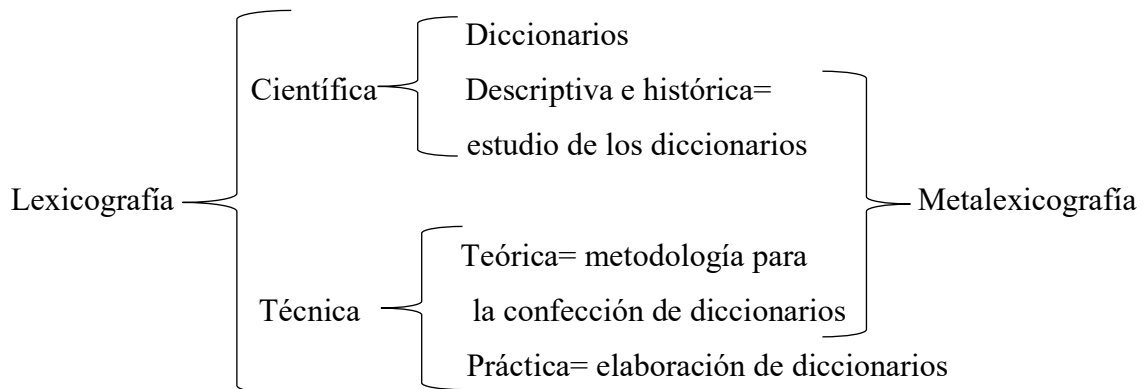 Diccionarios
Científica
Descriptiva e histórica=
estudio de los diccionarios
Lexicografía
Metalexicografía
Teórica= metodología para
Técnica
la confección de diccionarios
Práctica= elaboración de diccionarios